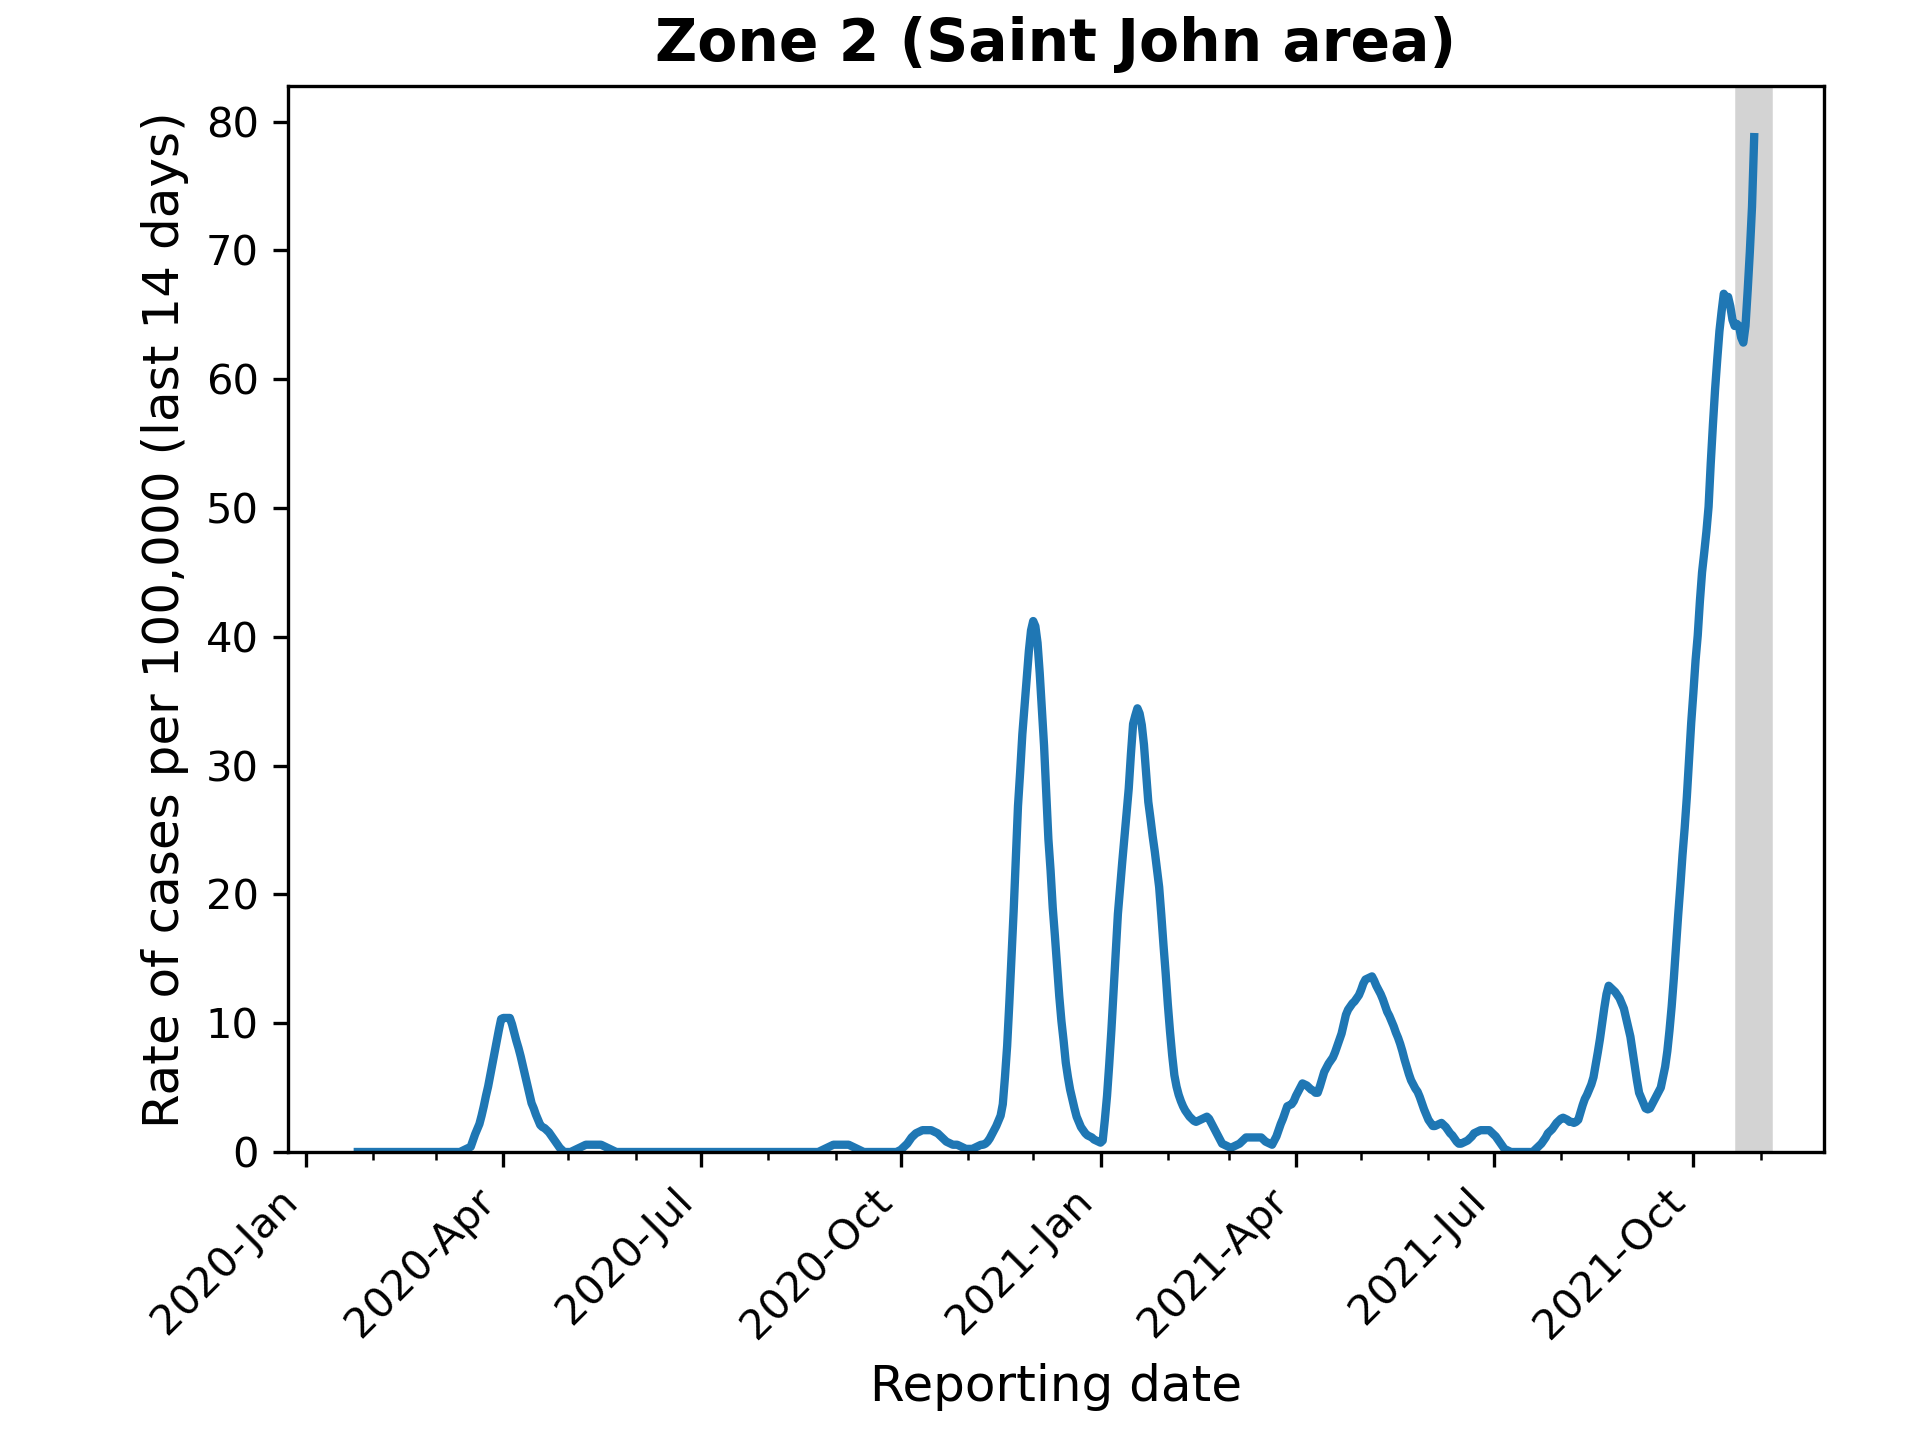 Zone 2 (Saint John area)
Rate of cases per 100,000 (last 14 days)
80
70
60
50
40
30
20
10
0
2020-Jan
2020-Apr
2020-Jul
2020-Oct
2021-Jan
2021-Apr
2021-Jul
2021-Oct
Reporting date